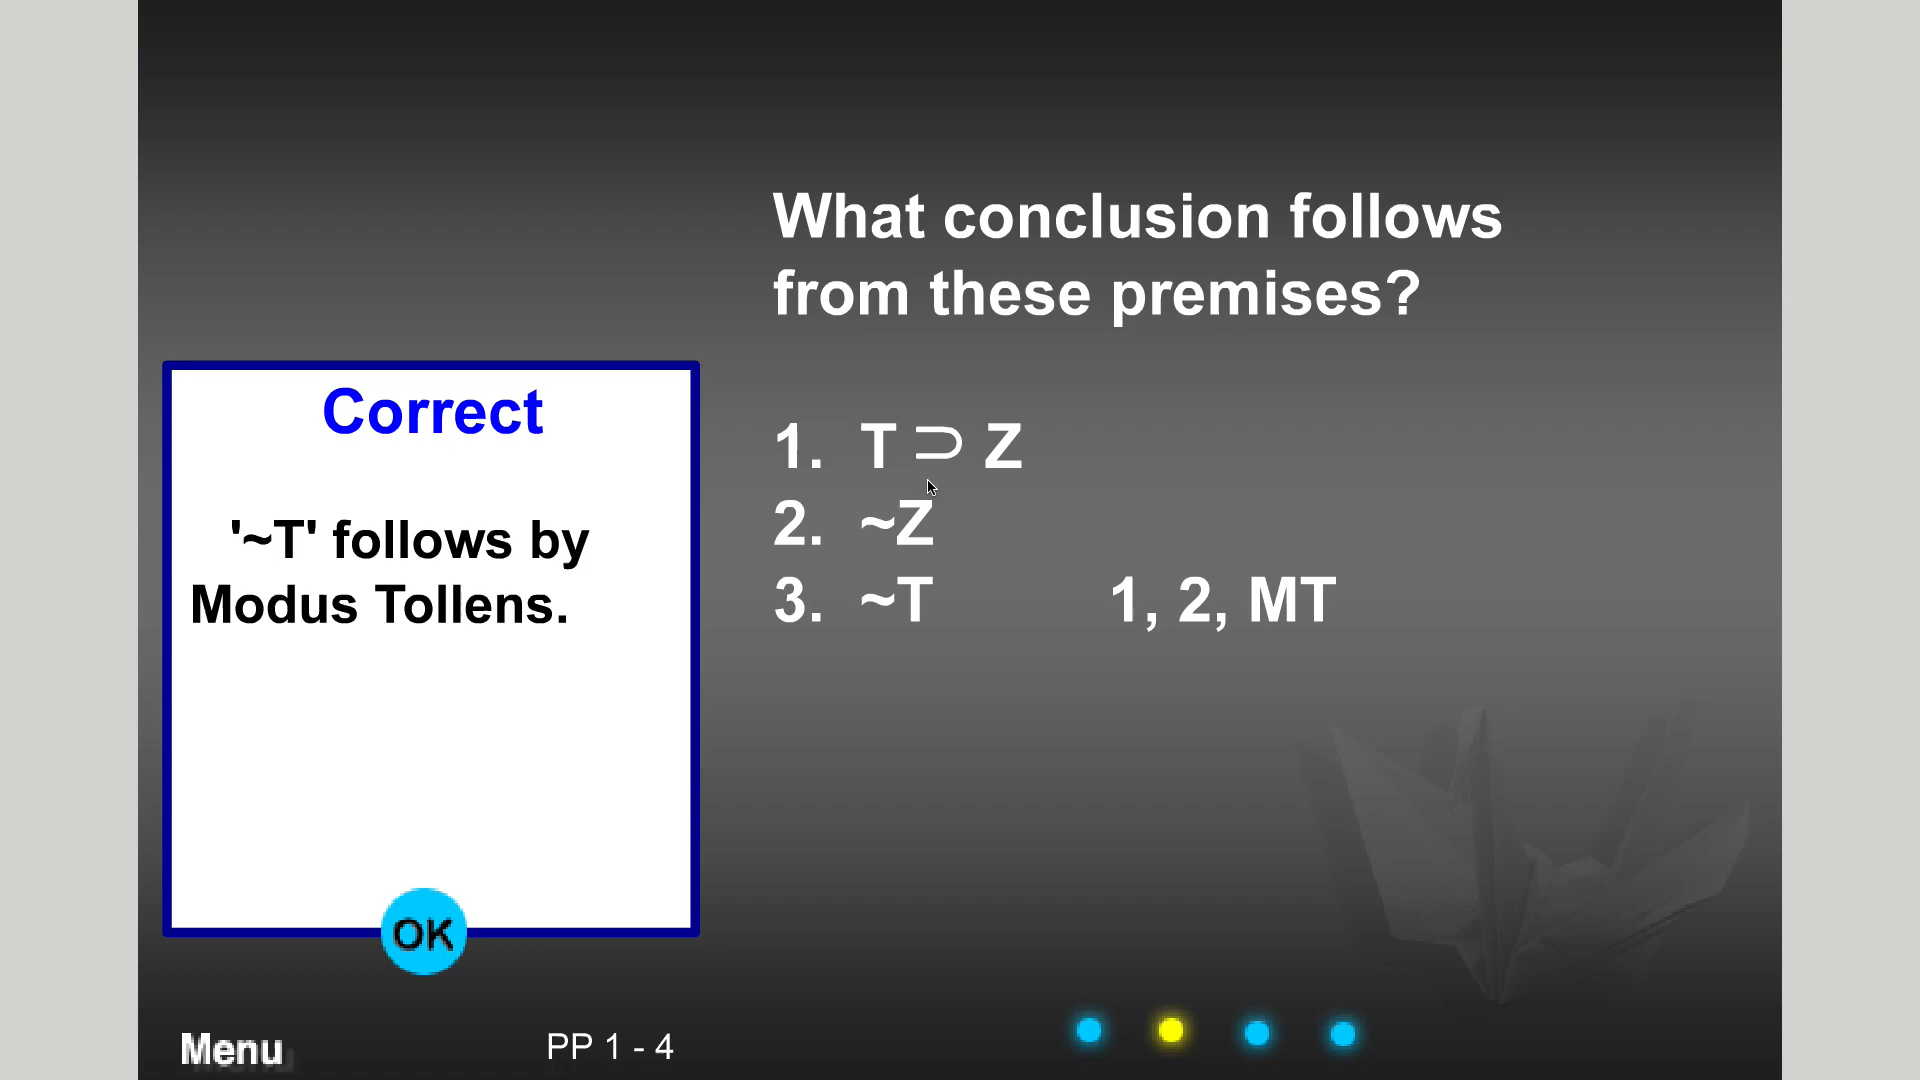 What conclusion follows
from these premises?
Correct
'~T' follows by
Modus Tollens.
OK
1. T ⊃ Z
2. ~Z
3. ~T 1, 2, MT
Menu
PP 1 - 4